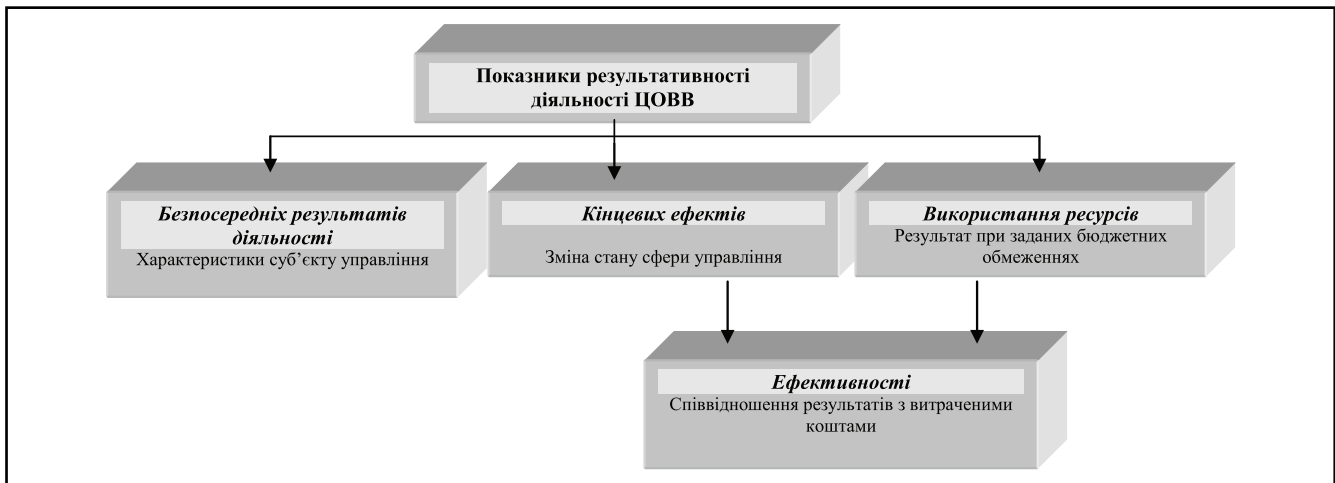 Показники результативності
діяльності ЦОВВ
Безпосередніх результатів
діяльності
Характеристики суб’єкту управління
Кінцевих ефектів
Зміна стану сфери управління
Використання ресурсів
Результат при заданих бюджетних
обмеженнях
Ефективності
Співвідношення результатів з витраченими
коштами